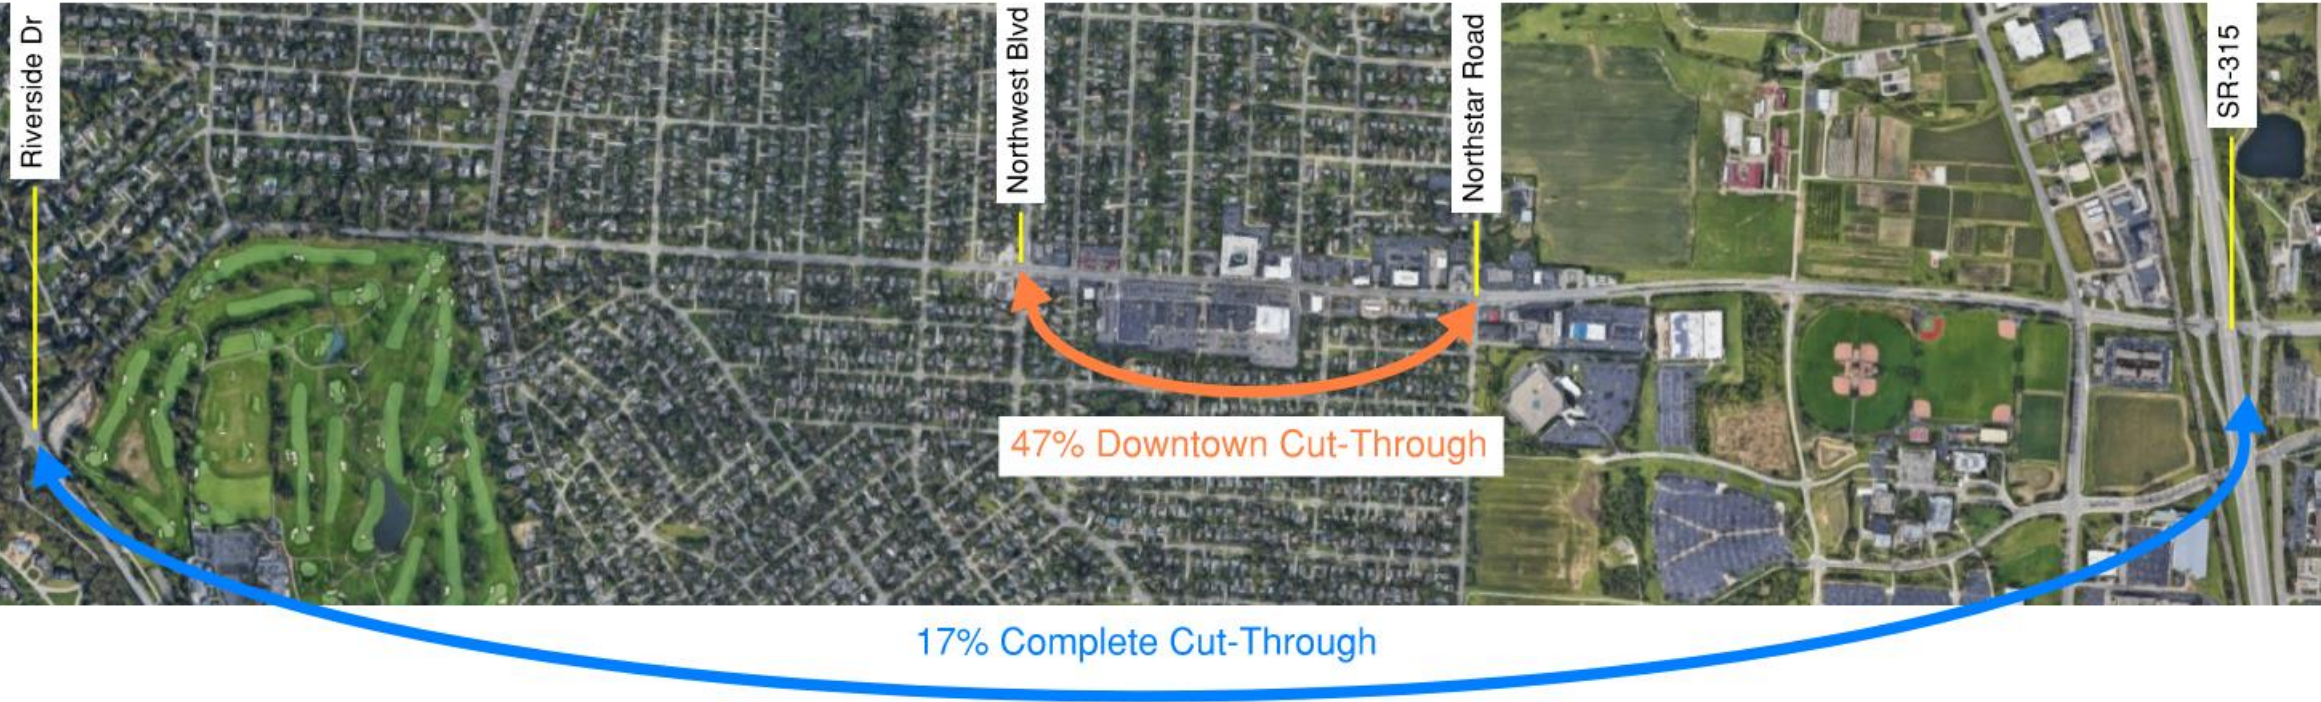 Riverside Dr
Northwest Blvd
Northstar Road
SR-315
47% Downtown Cut-Through
17% Complete Cut-Through